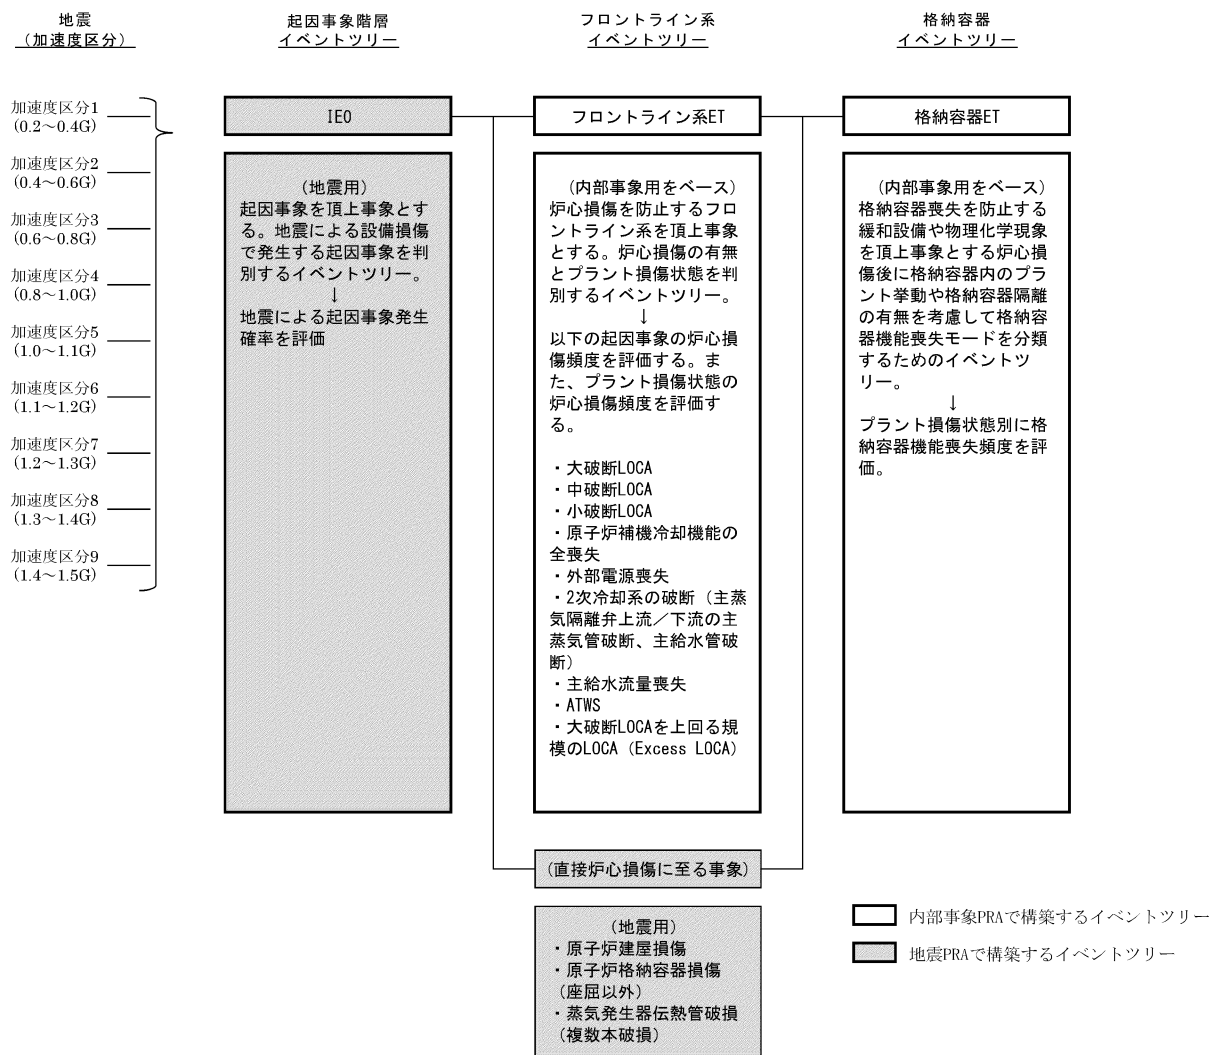 地震
（加速度区分）
起因事象階層
イベントツリー
フロントライン系
イベントツリー
格納容器
イベントツリー
加速度区分1
(0.2～0.4G)
加速度区分2
(0.4～0.6G)
加速度区分3
(0.6～0.8G)
加速度区分4
(0.8～1.0G)
加速度区分5
(1.0～1.1G)
加速度区分6
(1.1～1.2G)
加速度区分7
(1.2～1.3G)
加速度区分8
(1.3～1.4G)
加速度区分9
(1.4～1.5G)
IE0
（地震用）
起因事象を頂上事象とす
る。地震による設備損傷
で発生する起因事象を判
別するイベントツリー。
↓
地震による起因事象発生
確率を評価
フロントライン系ET
（内部事象用をベース）
炉心損傷を防止するフロ
ントライン系を頂上事象
とする。炉心損傷の有無
とプラント損傷状態を判
別するイベントツリー。
↓
以下の起因事象の炉心損
傷頻度を評価する。ま
た、プラント損傷状態の
炉心損傷頻度を評価す
る。
・大破断LOCA
・中破断LOCA
・小破断LOCA
・原子炉補機冷却機能の
全喪失
・外部電源喪失
・2次冷却系の破断（主蒸
気隔離弁上流／下流の主
蒸気管破断、主給水管破
断）
・主給水流量喪失
・ATWS
・大破断LOCAを上回る規
模のLOCA（Excess LOCA）
格納容器ET
（内部事象用をベース）
格納容器喪失を防止する
緩和設備や物理化学現象
を頂上事象とする炉心損
傷後に格納容器内のプラ
ント挙動や格納容器隔離
の有無を考慮して格納容
器機能喪失モードを分類
するためのイベントツ
リー。
↓
プラント損傷状態別に格
納容器機能喪失頻度を評
価。
（直接炉心損傷に至る事象）
（地震用）
・原子炉建屋損傷
・原子炉格納容器損傷
（座屈以外）
・蒸気発生器伝熱管破損
（複数本破損）
内部事象PRAで構築するイベントツリー
地震PRAで構築するイベントツリー